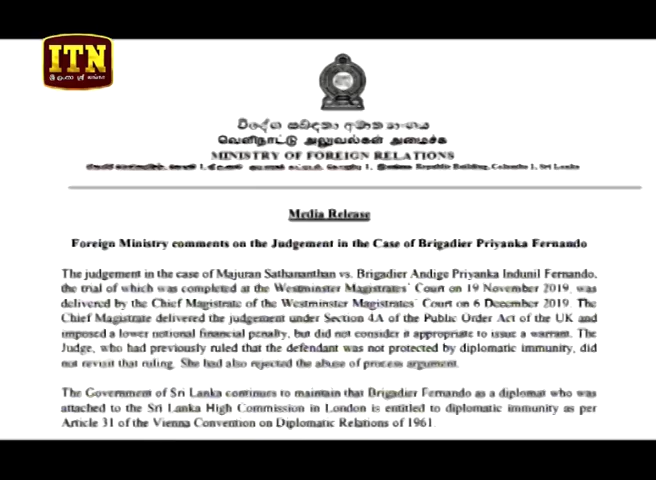 ITN
විදේශ සබඳතා අමාත්‍යාංශය
வெளிநாட்டு அலுவல்கள் அமைச்சு
MINISTRY OF FOREIGN RELATIONS
Republic Building, Colombo 1, Sri Lanka
Media Release
Foreign Ministry comments on the Judgement in the Case of Brigadier Priyanka Fernando
The judgement in the case of Majuran Sathananthan vs. Brigadier Andige Priyanka Indunil Fernando,
the trial of which was completed at the Westminster Magistrates' Court on 19 November 2019, was
delivered by the Chief Magistrate of the Westminster Magistrates' Court on 6 December 2019. The
Chief Magistrate delivered the judgement under Section 4A of the Public Order Act of the UK and
imposed a lower notional financial penalty, but did not consider it appropriate to issue a warrant. The
Judge, who had previously ruled that the defendant was not protected by diplomatic immunity, did
not revisit that ruling. She had also rejected the abuse of process argument.
The Government of Sri Lanka continues to maintain that Brigadier Fernando as a diplomat who was
attached to the Sri Lanka High Commission in London is entitled to diplomatic immunity as per
Article 31 of the Vienna Convention on Diplomatic Relations of 1961.